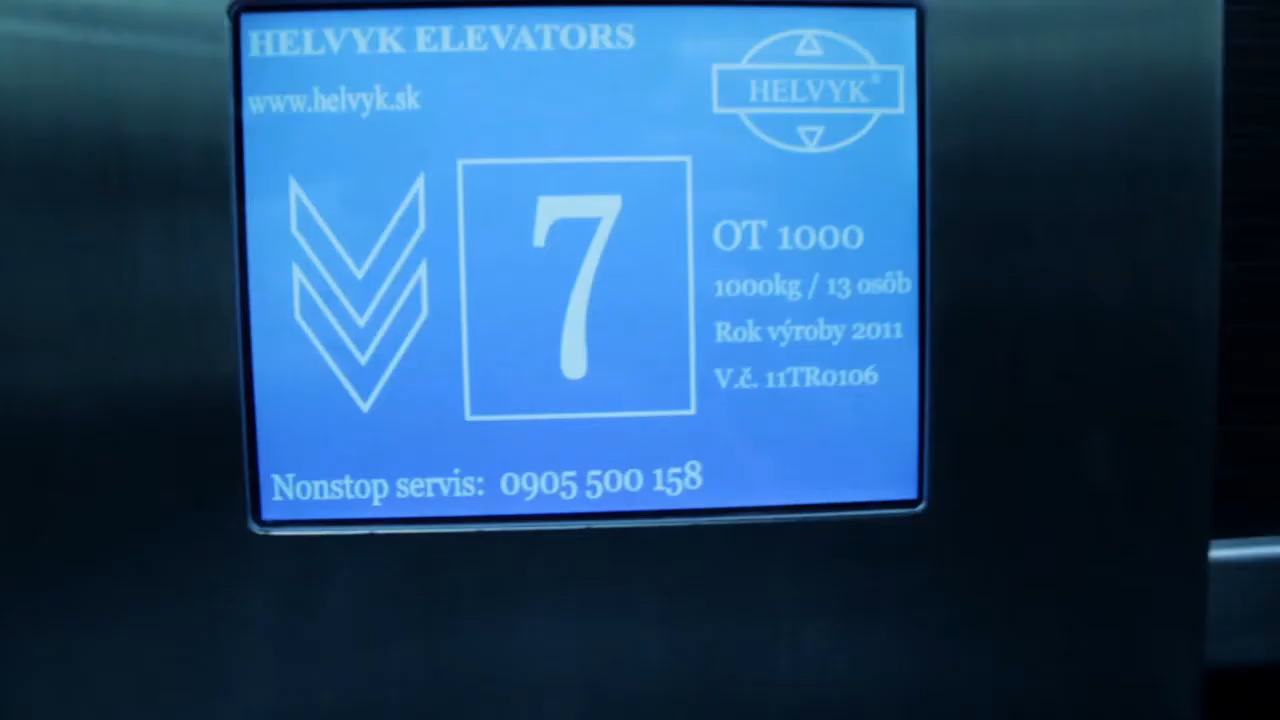 HELVYK ELEVATORS
www.helvyk.sk
HELVYK®
7
OT 1000
1000kg / 13 osôb
Rok výroby 2011
V.č. 11TR0106
Nonstop servis: 0905 500 158